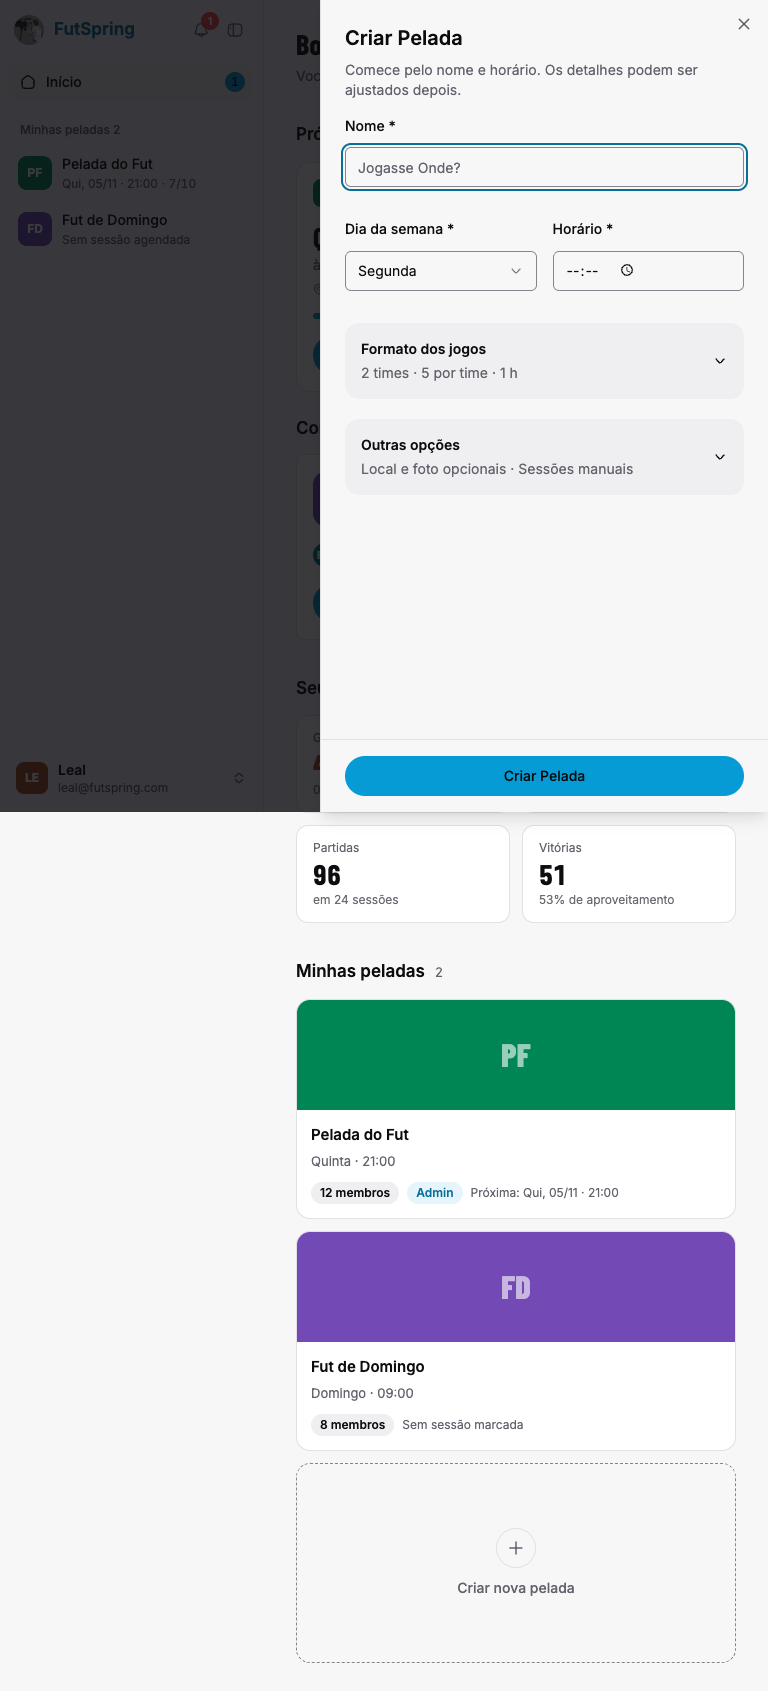 FutSpring
1
Início
1
Minhas peladas 2
PF
Pelada do Fut
Qui, 05/11 · 21:00 · 7/10
FD
Fut de Domingo
Sem sessão agendada
LE
Leal
leal@futspring.com
Criar Pelada
Comece pelo nome e horário. Os detalhes podem ser
ajustados depois.
Nome *
Jogasse Onde?
Dia da semana *
Horário *
Segunda
--:--
Formato dos jogos
2 times · 5 por time · 1 h
Outras opções
Local e foto opcionais · Sessões manuais
Criar Pelada
Partidas
96
em 24 sessões
Vitórias
51
53% de aproveitamento
Minhas peladas 2
PF
Pelada do Fut
Quinta · 21:00
12 membros Admin Próxima: Qui, 05/11 · 21:00
FD
Fut de Domingo
Domingo · 09:00
8 membros Sem sessão marcada
Criar nova pelada